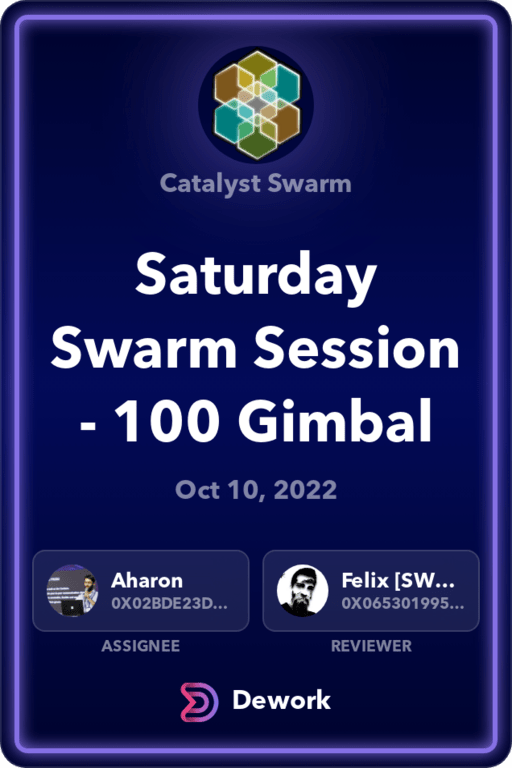 Catalyst Swarm
Saturday
Swarm Session
- 100 Gimbal
Oct 10, 2022
Aharon
0X02BDE23D...
ASSIGNEE
Felix [SW...
0X065301995...
REVIEWER
Dework